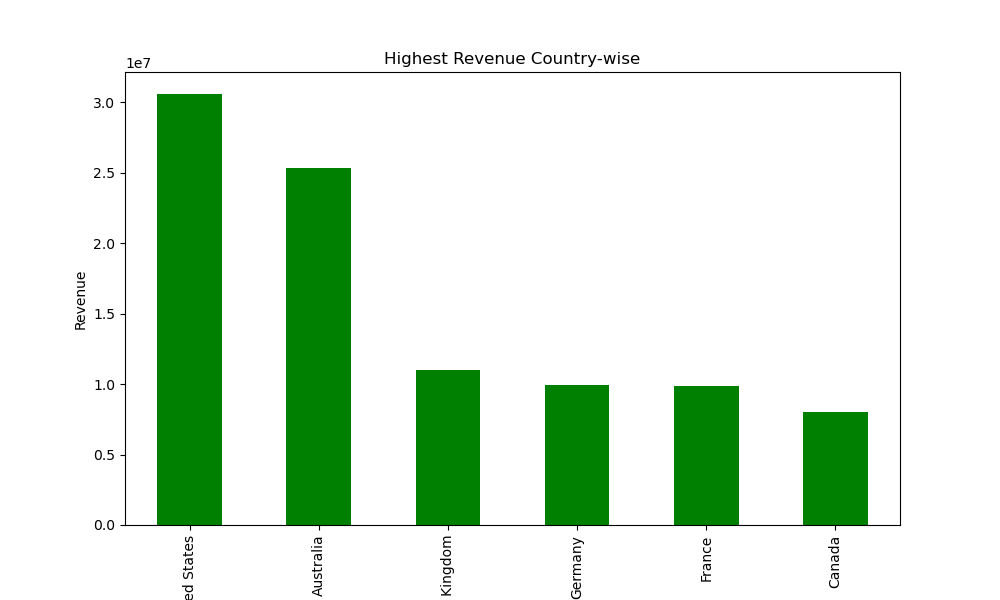 Highest Revenue Country-wise
1e7
3.0
2.5
2.0
1.5
1.0
0.5
0.0
Revenue
ed States
Australia
Kingdom
Germany
France
Canada